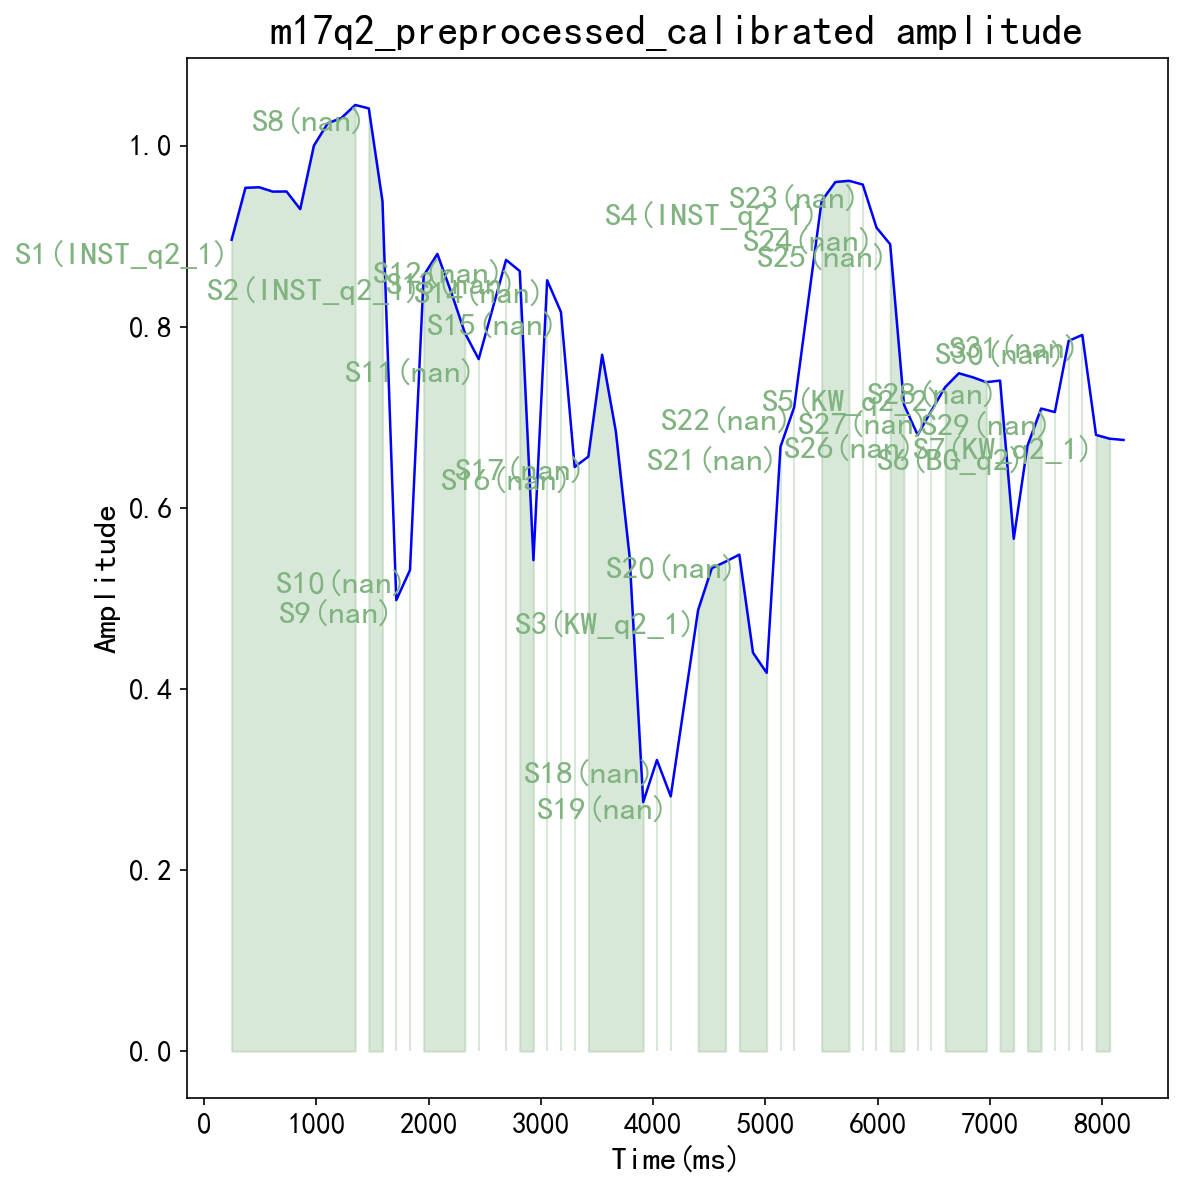 m17q2_preprocessed_calibrated amplitude
S8(nan)
1.0
S23(nan)
S4(INST_q2_1)
S24(nan)
S1(INST_q2_1)
S25(nan)
S12(nan)
S13(nan)
S2(INST_q2_1)
S14(nan)
0.8
S15(nan)
S31(nan)
S30(nan)
S11(nan)
S28(nan)
S5(KW_q2_2)
S22(nan)
S27(nan)
S29(nan)
S26(nan)
S7(KW_q2_1)
S21(nan)
S6(BG_q2)
S17(nan)
S16(nan)
0.6
S10(nan)
S20(nan)
S9(nan)
S3(KW_q2_1)
Amplitude
0.4
S18(nan)
S19(nan)
0.2
0.0
0 1000 2000 3000 4000 5000 6000 7000 8000
Time(ms)